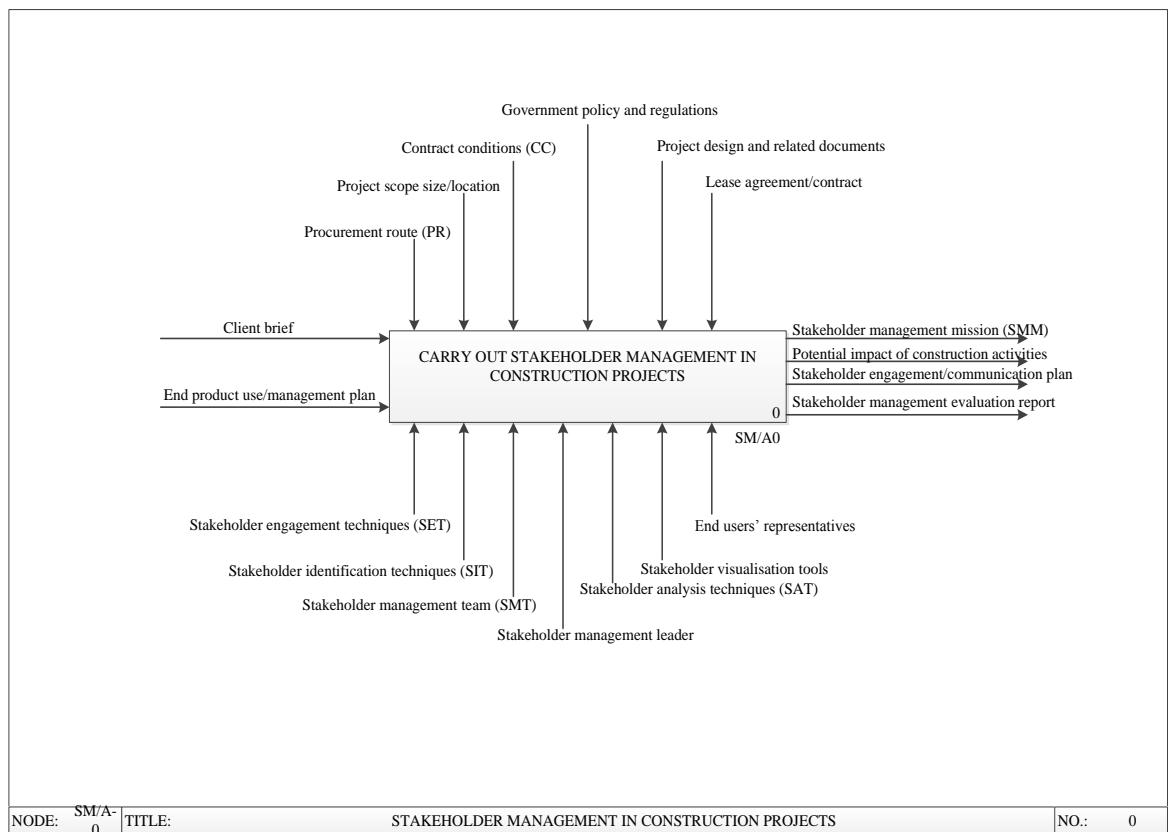 Government policy and regulations
Contract conditions (CC)
Project design and related documents
Project scope size/location
Lease agreement/contract
Procurement route (PR)
Client brief
End product use/management plan
CARRY OUT STAKEHOLDER MANAGEMENT IN
CONSTRUCTION PROJECTS
0
SM/A0
Stakeholder management mission (SMM)
Potential impact of construction activities
Stakeholder engagement/communication plan
Stakeholder management evaluation report
Stakeholder engagement techniques (SET)
End users’ representatives
Stakeholder identification techniques (SIT)
Stakeholder visualisation tools
Stakeholder analysis techniques (SAT)
Stakeholder management team (SMT)
Stakeholder management leader
NODE:
SM/A-
0
TITLE:
STAKEHOLDER MANAGEMENT IN CONSTRUCTION PROJECTS
NO.:
0